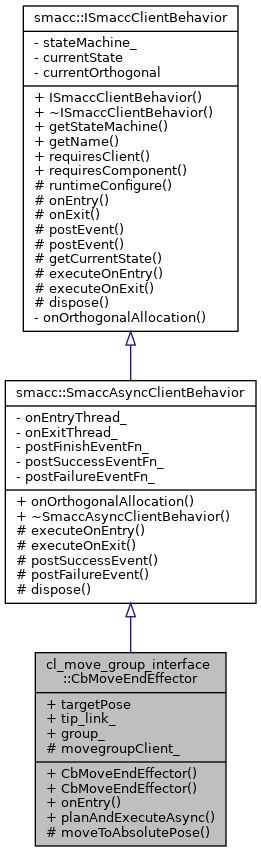 smacc::ISmaccClientBehavior
- stateMachine_
- currentState
- currentOrthogonal
+ ISmaccClientBehavior()
+ ~ISmaccClientBehavior()
+ getStateMachine()
+ getName()
+ requiresClient()
+ requiresComponent()
# runtimeConfigure()
# onEntry()
# onExit()
# postEvent()
# postEvent()
# getCurrentState()
# executeOnEntry()
# executeOnExit()
# dispose()
- onOrthogonalAllocation()
smacc::SmaccAsyncClientBehavior
- onEntryThread_
- onExitThread_
- postFinishEventFn_
- postSuccessEventFn_
- postFailureEventFn_
+ onOrthogonalAllocation()
+ ~SmaccAsyncClientBehavior()
# executeOnEntry()
# executeOnExit()
# postSuccessEvent()
# postFailureEvent()
# dispose()
cl_move_group_interface
::CbMoveEndEffector
+ targetPose
+ tip_link_
+ group_
# movegroupClient_
+ CbMoveEndEffector()
+ CbMoveEndEffector()
+ onEntry()
+ planAndExecuteAsync()
# moveToAbsolutePose()